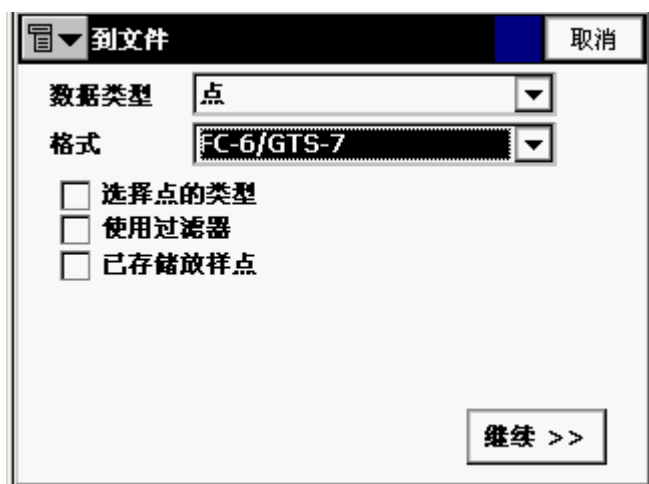 到文件 取消
数据类型 点
格式 FC-6/GTS-7
选择点的类型
使用过滤器
已存储放样点
继续 >>